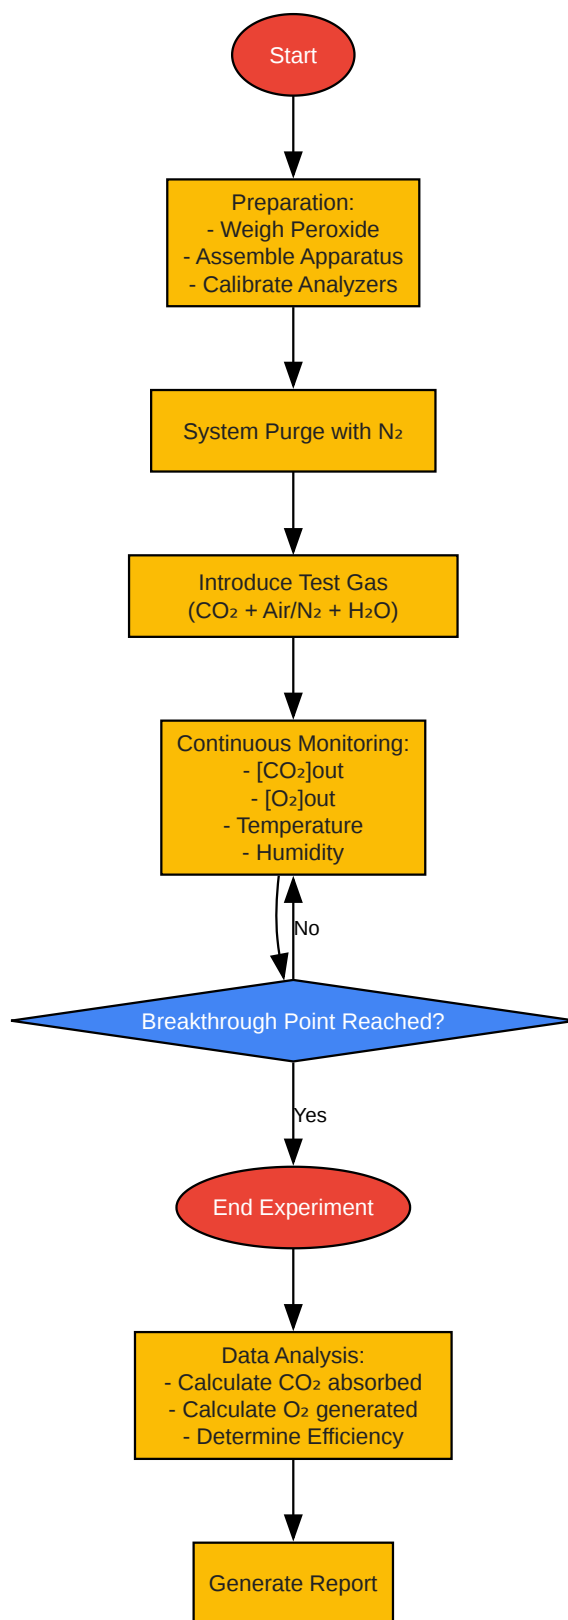 Start
Preparation:
- Weigh Peroxide
- Assemble Apparatus
- Calibrate Analyzers
System Purge with N₂
Introduce Test Gas
(CO₂ + Air/N₂ + H₂O)
Continuous Monitoring:
- [CO₂]out
- [O₂]out
- Temperature
- Humidity
No
Breakthrough Point Reached?
Yes
End Experiment
Data Analysis:
- Calculate CO₂ absorbed
- Calculate O₂ generated
- Determine Efficiency
Generate Report